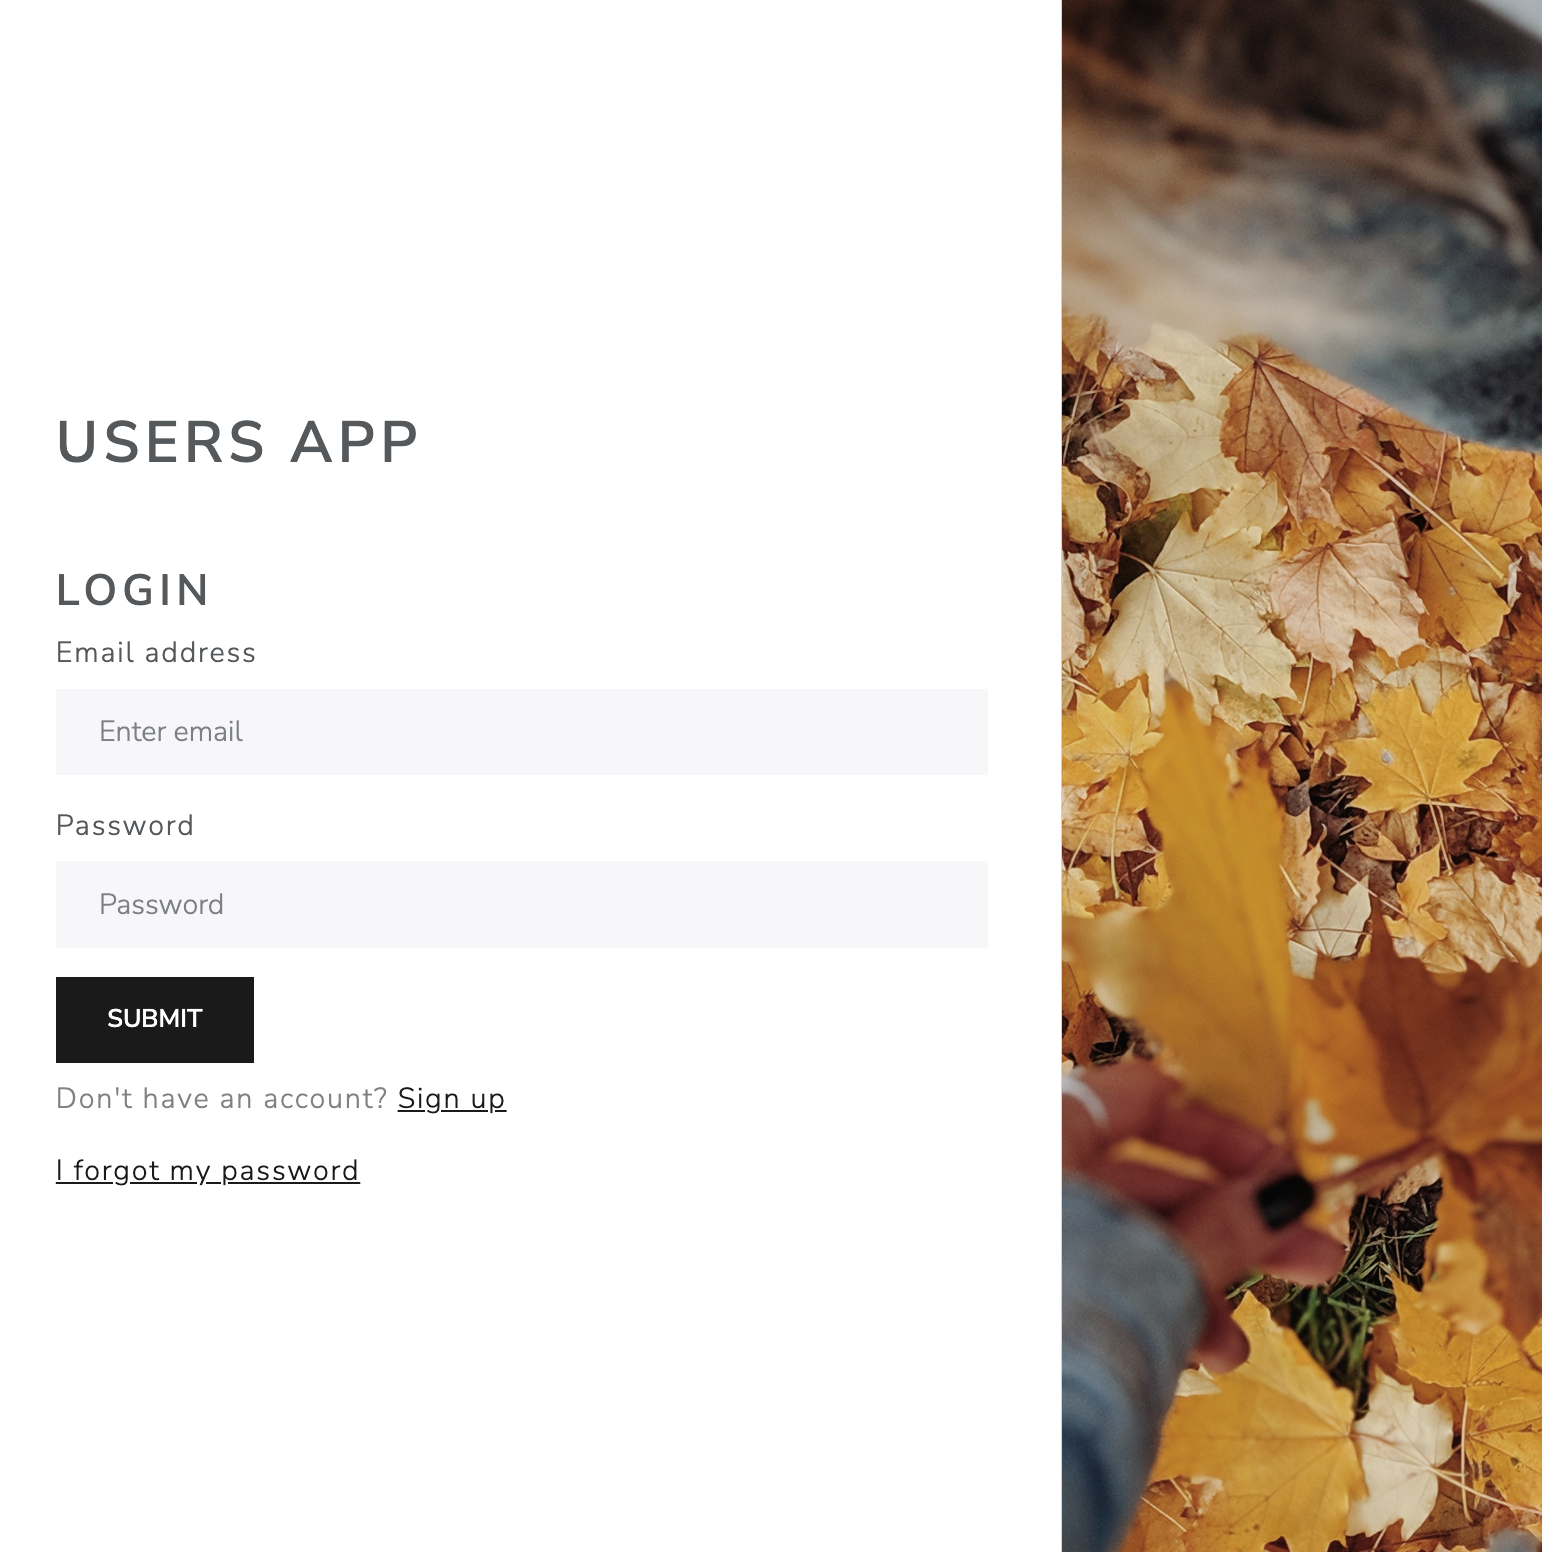 USERS APP
LOGIN
Email address
Enter email
Password
Password
SUBMIT
Don't have an account? Sign up
I forgot my password